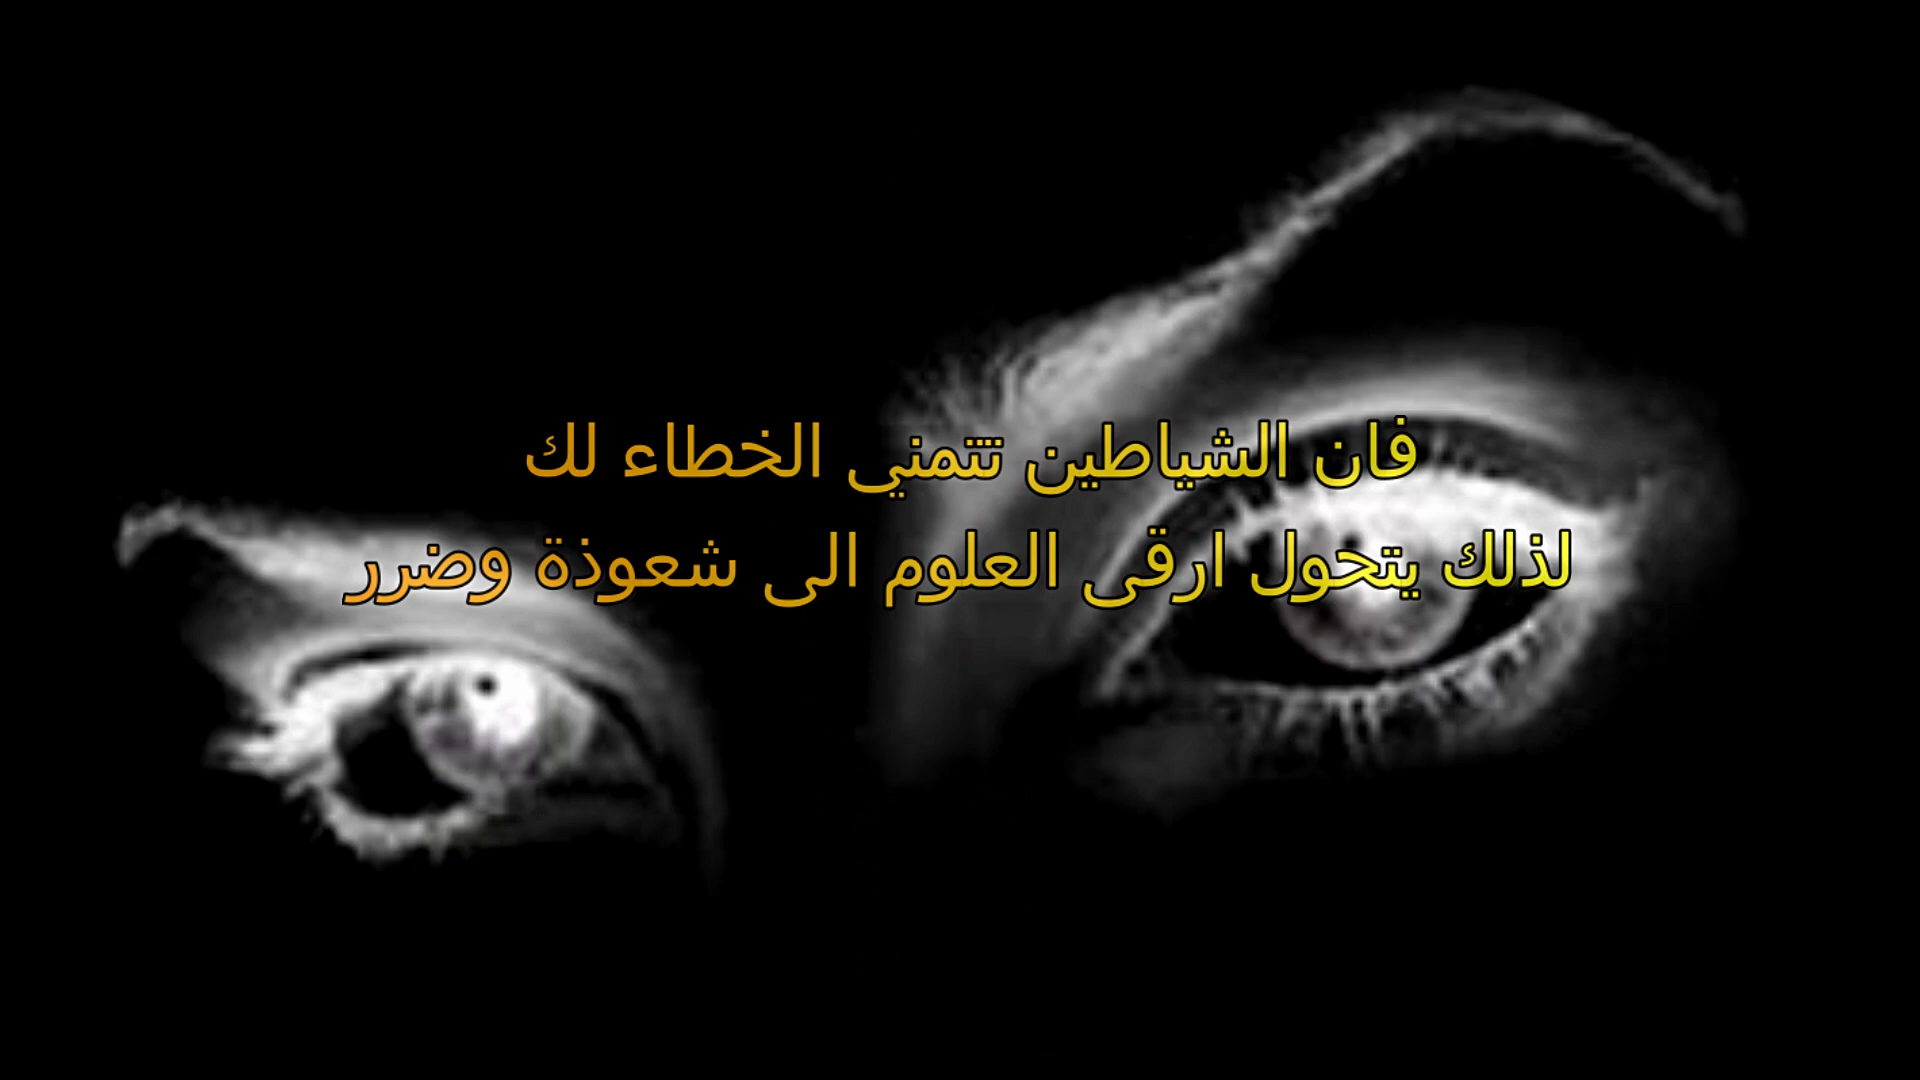 فان الشياطين تتمني الخطاء لك
لذلك يتحول ارقى العلوم الى شعوذة وضرر